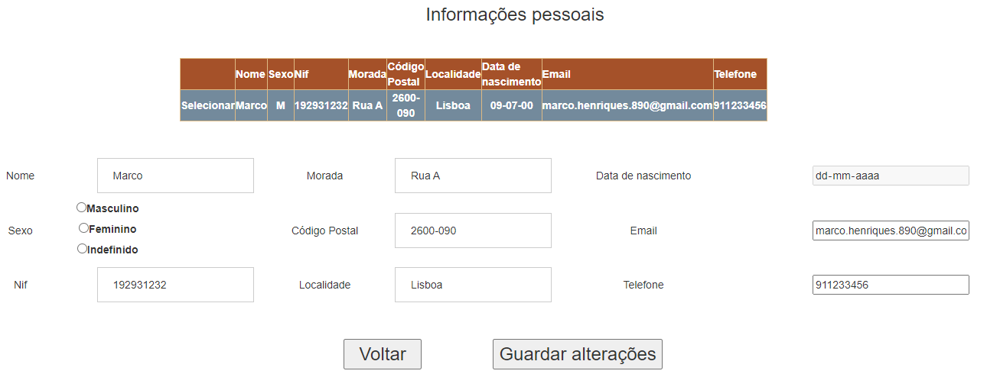 Informações pessoais
Nome Sexo Nif Morada Código Postal Localidade Data de nascimento Email Telefone
Selecionar Marco M 192931232 Rua A 2600-090 Lisboa 09-07-00 marco.henriques.890@gmail.com 911233456
Nome Marco Morada Rua A Data de nascimento dd-mm-aaaa
Masculino
Sexo Feminino Código Postal 2600-090 Email marco.henriques.890@gmail.co
Indefinido
Nif 192931232 Localidade Lisboa Telefone 911233456
Voltar Guardar alterações